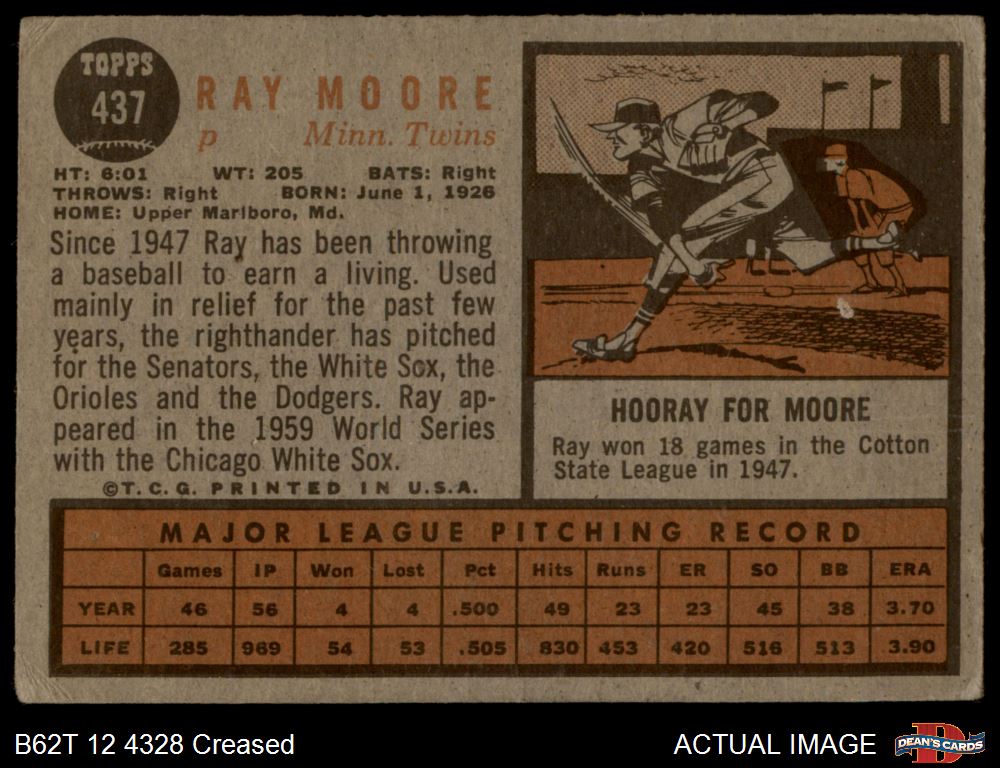 TOPPS
437
RAY MOORE
p Minn. Twins
HT: 6:01 WT: 205 BATS: Right
THROWS: Right BORN: June 1, 1926
HOME: Upper Marlboro, Md.
Since 1947 Ray has been throwing
a baseball to earn a living. Used
mainly in relief for the past few
years, the righthander has pitched
for the Senators, the White Sox, the
Orioles and the Dodgers. Ray ap-
peared in the 1959 World Series
with the Chicago White Sox.
©T.C.G. PRINTED IN U.S.A.
HOORAY FOR MOORE
Ray won 18 games in the Cotton
State League in 1947.
MAJOR LEAGUE PITCHING RECORD
Games IP Won Lost Pct Hits Runs ER SO BB ERA
YEAR 46 56 4 4 .500 49 23 23 45 38 3.70
LIFE 285 969 54 53 .505 830 453 420 516 513 3.90
B62T 12 4328 Creased
ACTUAL IMAGE
D
DEAN'S CARDS